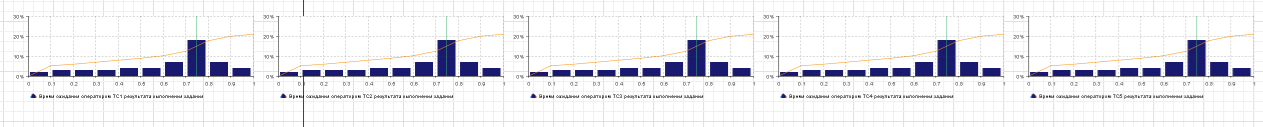 30% 30% 30% 30% 30%
20% 20% 20% 20% 20%
10% 10% 10% 10% 10%
0% 0% 0% 0% 0%
0 0.1 0.2 0.3 0.4 0.5 0.6 0.7 0.8 0.9 1 0 0.1 0.2 0.3 0.4 0.5 0.6 0.7 0.8 0.9 1 0 0.1 0.2 0.3 0.4 0.5 0.6 0.7 0.8 0.9 1 0 0.1 0.2 0.3 0.4 0.5 0.6 0.7 0.8 0.9 1 0 0.1 0.2 0.3 0.4 0.5 0.6 0.7 0.8 0.9 1
Время ожидания оператором ТС1 результата выполнения задания Время ожидания оператором ТС2 результата выполнения задания Время ожидания оператором ТС3 результата выполнения задания Время ожидания оператором ТС4 результата выполнения задания Время ожидания оператором ТС5 результата выполнения задания